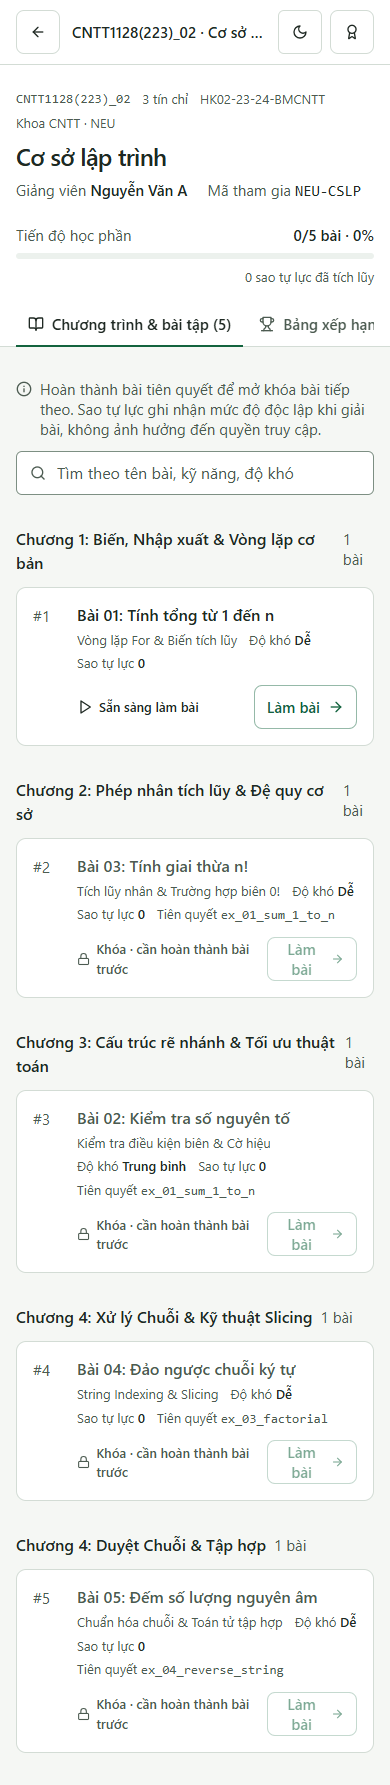 CNTT1128(223)_02 · Cơ sở ...
CNTT1128(223)_02 3 tín chỉ HK02-23-24-BMCNTT
Khoa CNTT · NEU
Cơ sở lập trình
Giảng viên Nguyễn Văn A Mã tham gia NEU-CSLP
Tiến độ học phần 0/5 bài · 0%
0 sao tự lực đã tích lũy
Chương trình & bài tập (5) Bảng xếp hạn
Hoàn thành bài tiên quyết để mở khóa bài tiếp
theo. Sao tự lực ghi nhận mức độ độc lập khi giải
bài, không ảnh hưởng đến quyền truy cập.
Tìm theo tên bài, kỹ năng, độ khó
Chương 1: Biến, Nhập xuất & Vòng lặp cơ 1
bản bài
#1 Bài 01: Tính tổng từ 1 đến n
Vòng lặp For & Biến tích lũy Độ khó Dễ
Sao tự lực 0
Sẵn sàng làm bài Làm bài
Chương 2: Phép nhân tích lũy & Đệ quy cơ 1
sở bài
#2 Bài 03: Tính giai thừa n!
Tích lũy nhân & Trường hợp biên 0! Độ khó Dễ
Sao tự lực 0 Tiên quyết ex_01_sum_1_to_n
Khóa · cần hoàn thành bài Làm
trước bài
Chương 3: Cấu trúc rẽ nhánh & Tối ưu thuật 1
toán bài
#3 Bài 02: Kiểm tra số nguyên tố
Kiểm tra điều kiện biên & Cờ hiệu
Độ khó Trung bình Sao tự lực 0
Tiên quyết ex_01_sum_1_to_n
Khóa · cần hoàn thành bài Làm
trước bài
Chương 4: Xử lý Chuỗi & Kỹ thuật Slicing 1 bài
#4 Bài 04: Đảo ngược chuỗi ký tự
String Indexing & Slicing Độ khó Dễ
Sao tự lực 0 Tiên quyết ex_03_factorial
Khóa · cần hoàn thành bài Làm
trước bài
Chương 4: Duyệt Chuỗi & Tập hợp 1 bài
#5 Bài 05: Đếm số lượng nguyên âm
Chuẩn hóa chuỗi & Toán tử tập hợp Độ khó Dễ
Sao tự lực 0
Tiên quyết ex_04_reverse_string
Khóa · cần hoàn thành bài Làm
trước bài